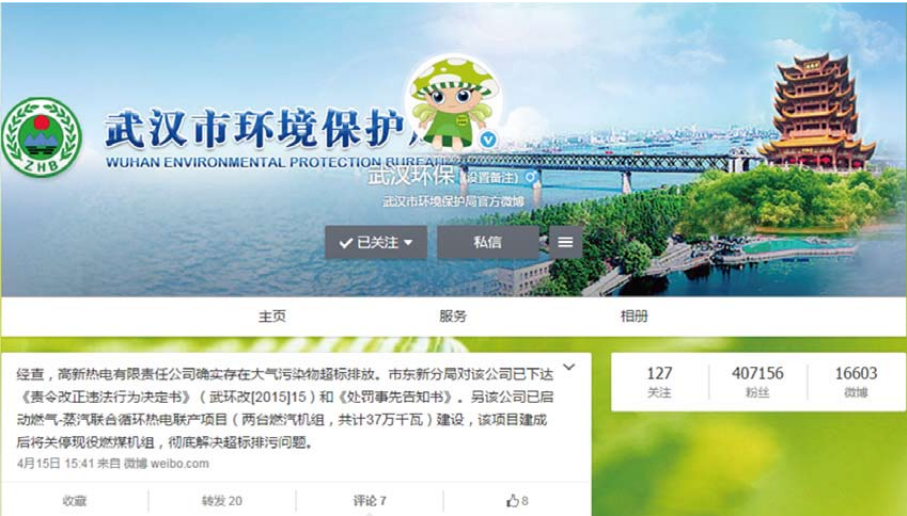 武汉市环境保护
WUHAN ENVIRONMENTAL PROTECTION BUREAU
ZHB
武汉环保 (设置备注)
武汉市环境保护局官方微博
已关注
私信
主页 服务 相册
经查，高新热电有限责任公司确实存在大气污染物超标排放。市东新分局对该公司已下达
《责令改正违法行为决定书》（武环改[2015]15）和《处罚事先告知书》。另该公司已启
动燃气-蒸汽联合循环热电联产项目（两台燃汽机组，共计37万千瓦）建设，该项目建成
后将关停现役燃煤机组，彻底解决超标排污问题。
4月15日 15:41 来自 微博 weibo.com
收藏 转发 20 评论 7 8
127 407156 16603
关注 粉丝 微博